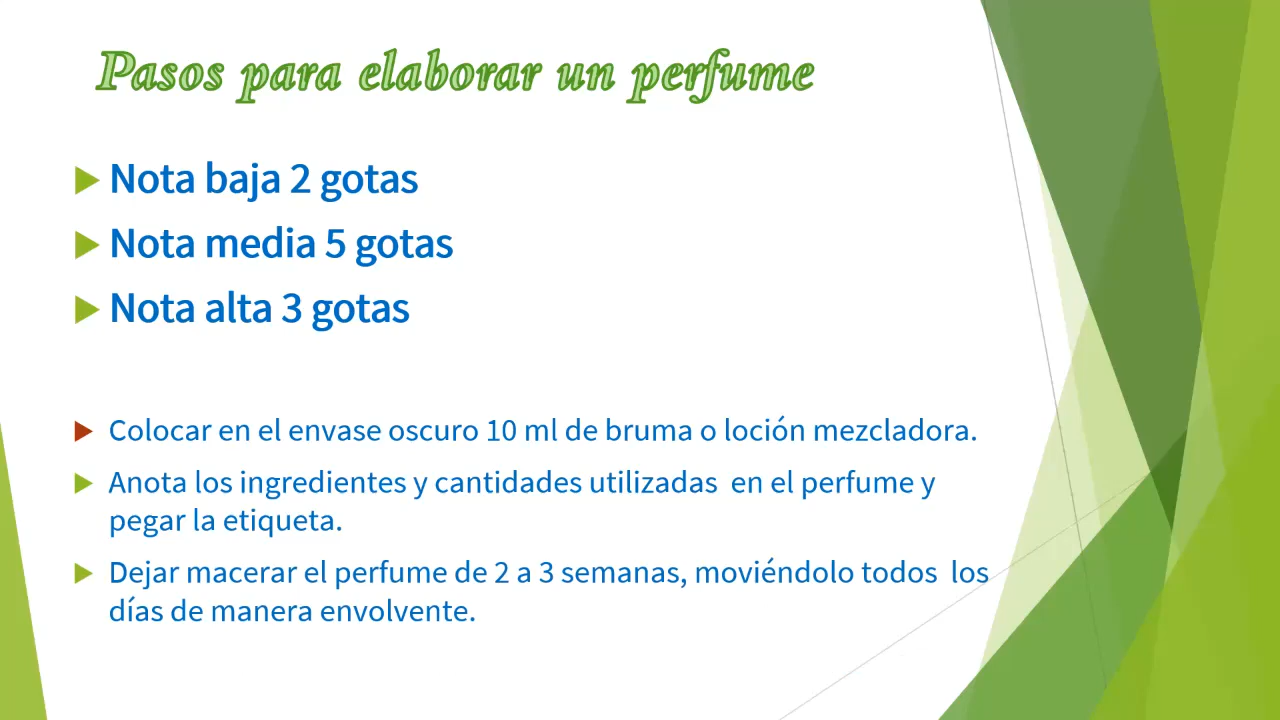 Pasos para elaborar un perfume
Nota baja 2 gotas
Nota media 5 gotas
Nota alta 3 gotas
Colocar en el envase oscuro 10 ml de bruma o loción mezcladora.
Anota los ingredientes y cantidades utilizadas  en el perfume y
pegar la etiqueta.
Dejar macerar el perfume de 2 a 3 semanas, moviéndolo todos  los
días de manera envolvente.